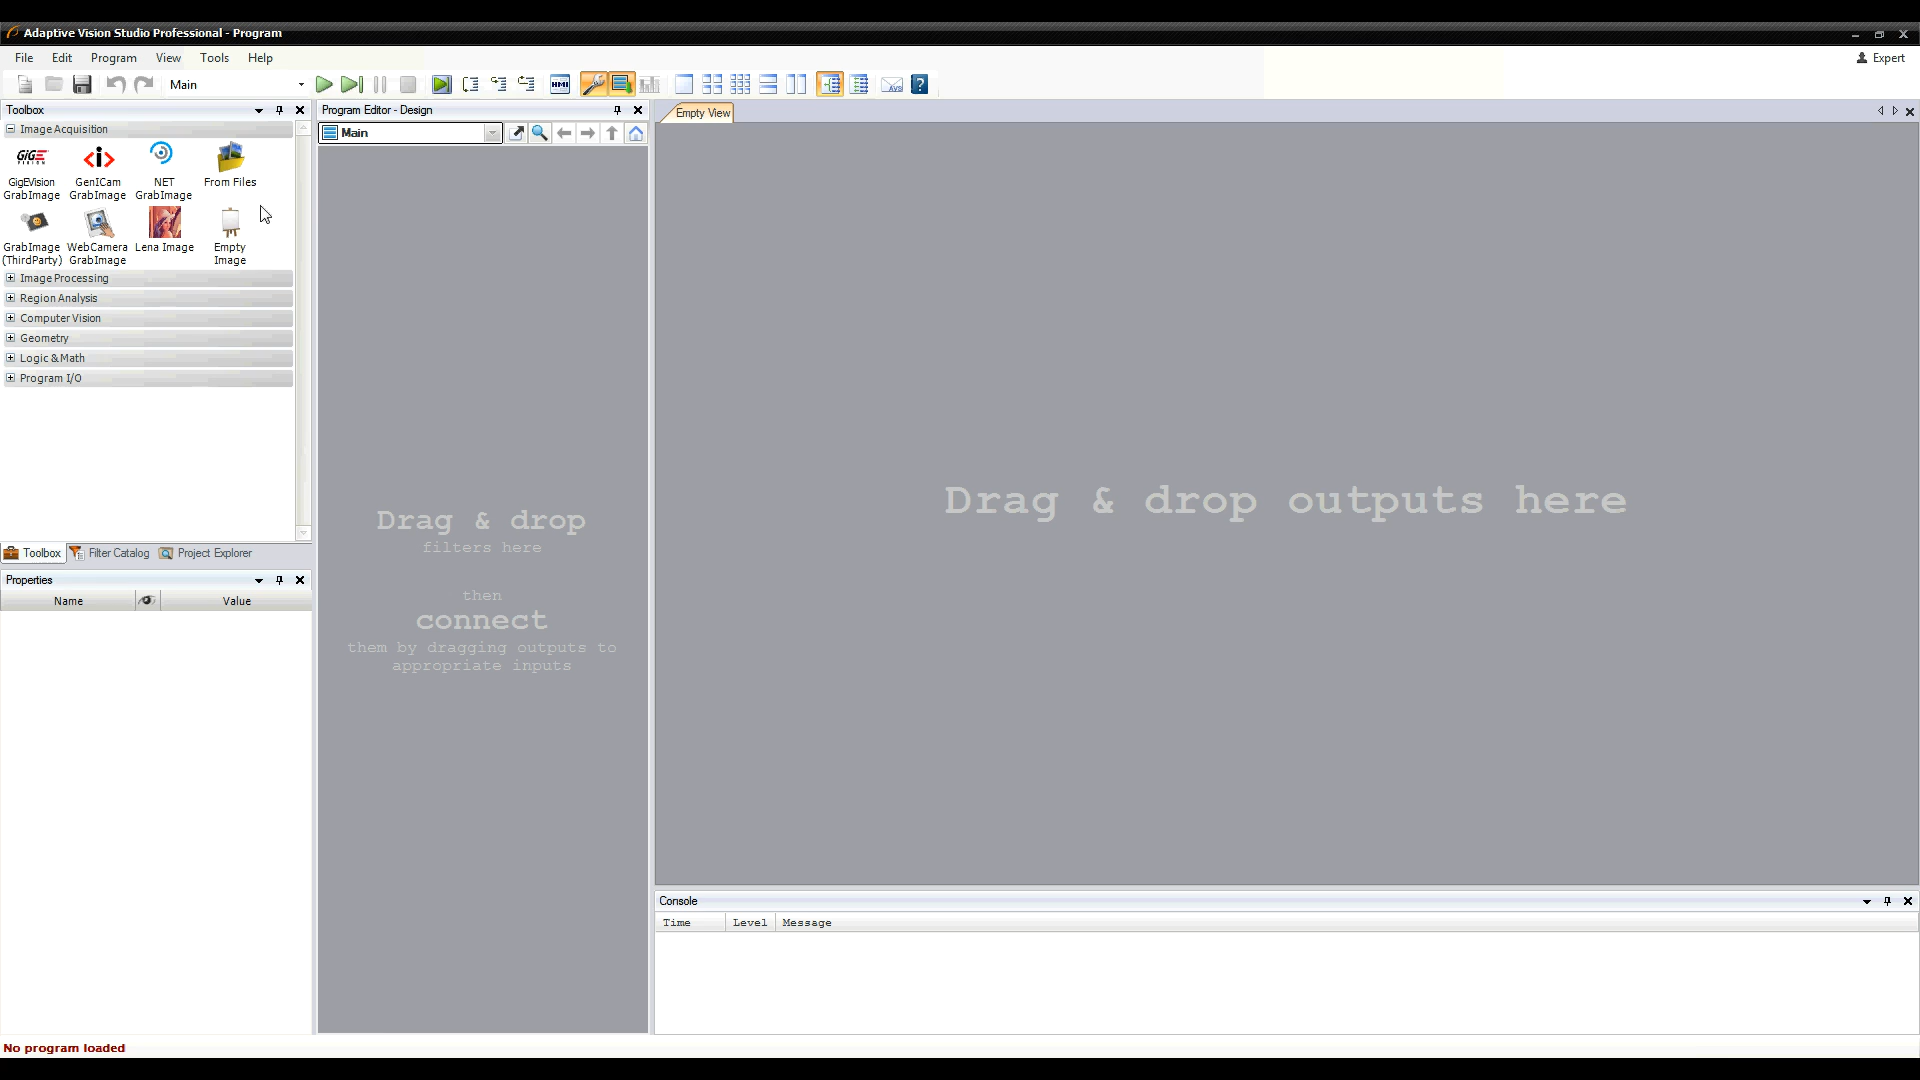 Adaptive Vision Studio Professional - Program
File Edit Program View Tools Help
Expert
Main
HMI
AVS
Toolbox
Program Editor - Design
Empty View
Image Acquisition
Main
GIGE
VISION
GigEVision GrabImage
GenICam GrabImage
NET GrabImage
From Files
GrabImage (ThirdParty)
WebCamera GrabImage
Lena Image
Empty Image
Image Processing
Region Analysis
Computer Vision
Geometry
Logic & Math
Program I/O
Toolbox Filter Catalog Project Explorer
Properties
Name Value
Drag & drop
filters here
then
connect
them by dragging outputs to
appropriate inputs
Drag & drop outputs here
Console
Time Level Message
No program loaded